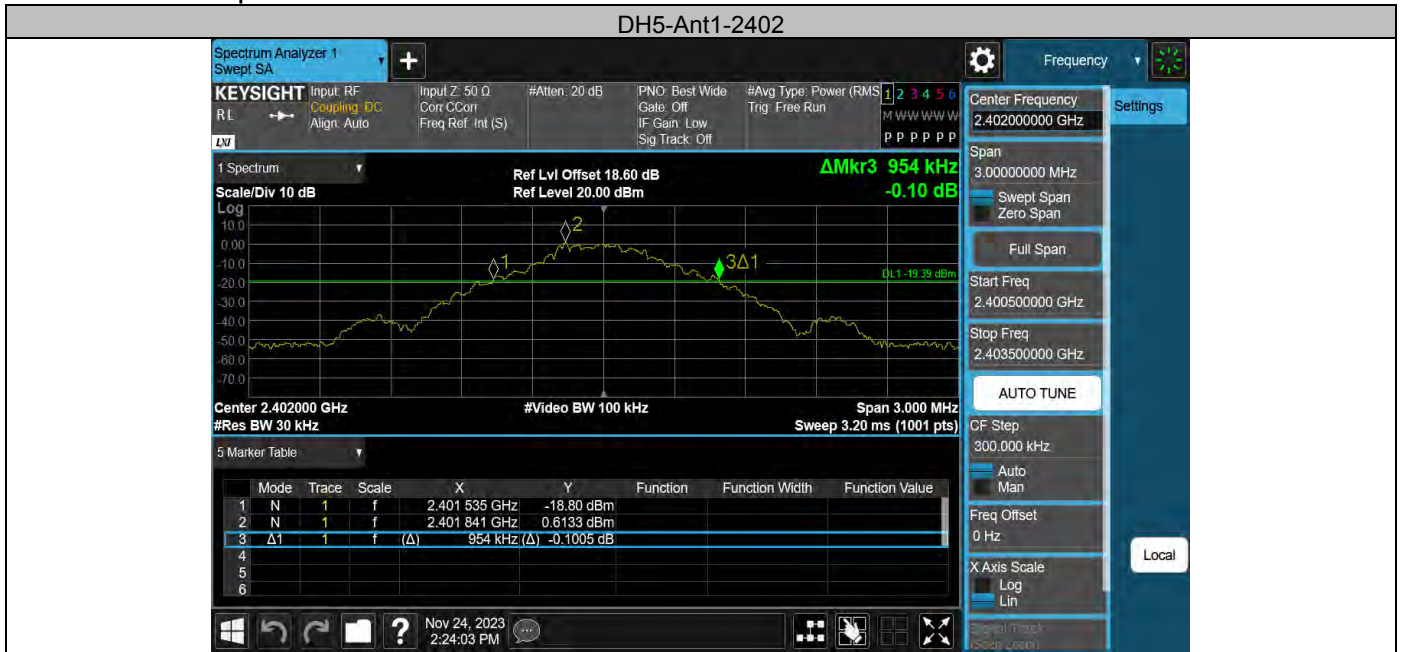 DH5-Ant1-2402
Spectrum Analyzer 1
Swept SA
Frequency
KEYSIGHT
RL
LXI
Input: RF
Coupling: DC
Align: Auto
Input Z: 50 Ω
Corr CCorr
Freq Ref: Int (S)
#Atten: 20 dB
PNO: Best Wide
Gate: Off
IF Gain: Low
Sig Track: Off
#Avg Type: Power (RMS
Trig: Free Run
1 2 3 4 5 6
M W W W W W
P P P P P P
Center Frequency
2.402000000 GHz
Settings
Span
3.00000000 MHz
Swept Span
Zero Span
Full Span
Start Freq
2.400500000 GHz
Stop Freq
2.403500000 GHz
AUTO TUNE
CF Step
300.000 kHz
Auto
Man
Freq Offset
0 Hz
X Axis Scale
Log
Lin
Signal Track
(Span Zoom)
Local
1 Spectrum
Scale/Div 10 dB
Ref Lvl Offset 18.60 dB
Ref Level 20.00 dBm
ΔMkr3 954 kHz
-0.10 dB
Log
10.0
0.00
-10.0
-20.0
-30.0
-40.0
-50.0
-60.0
-70.0
1
2
3Δ1
DL1 -19.39 dBm
Center 2.402000 GHz
#Video BW 100 kHz
Span 3.000 MHz
#Res BW 30 kHz
Sweep 3.20 ms (1001 pts)
5 Marker Table
Mode Trace Scale X Y Function Function Width Function Value
1 N 1 f 2.401 535 GHz -18.80 dBm
2 N 1 f 2.401 841 GHz 0.6133 dBm
3 Δ1 1 f (Δ) 954 kHz (Δ) -0.1005 dB
4
5
6
?
Nov 24, 2023
2:24:03 PM